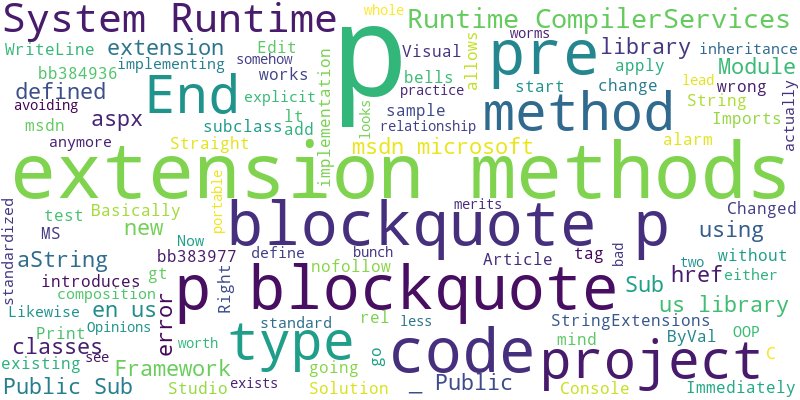 System Runtime
p
whole
Runtime CompilerServices
WriteLine
extension
Edit
somehow
Visual
worms
library
inheritance
implementing
bb384936
works
implementation
bells
allows
pre
apply
Module
defined
End
explicit
practice
start
change
lead
wrong
avoiding
aspx
lt
add
looks
sample
method
String
Imports
actually
msdn
subclass
relationship
anymore
Straight
msdn microsoft
alarm
extension methods
standardized
test
Basically
portable
blockquote p
merits
Changed
MS
new
using
Now
aString
bb383977
define
bunch
Article
tag
bad
two
without
introduces
gt
Right
nofollow
p blockquote
Sub
href
either
composition
Likewise
en us
rel
us library
Opinions
error
standard
less
StringExtensions
OOP
Print
type
code
mind
ByVal
classes
see
worth
go
project
C
existing
Framework
going
Public Sub
Studio
exists
Solution
_ Public
Console
Immediately